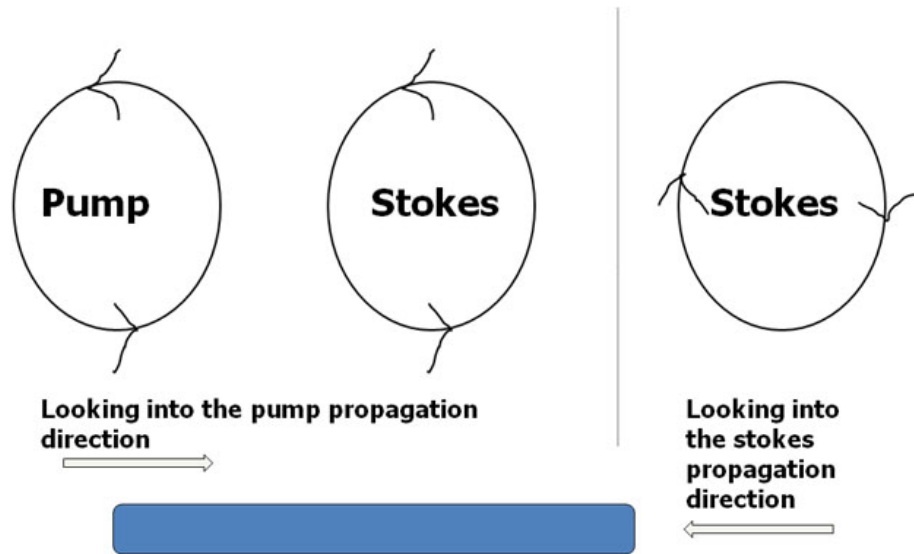 Pump
Stokes
Stokes
Looking into the pump propagation
direction
Looking into
the stokes
propagation
direction